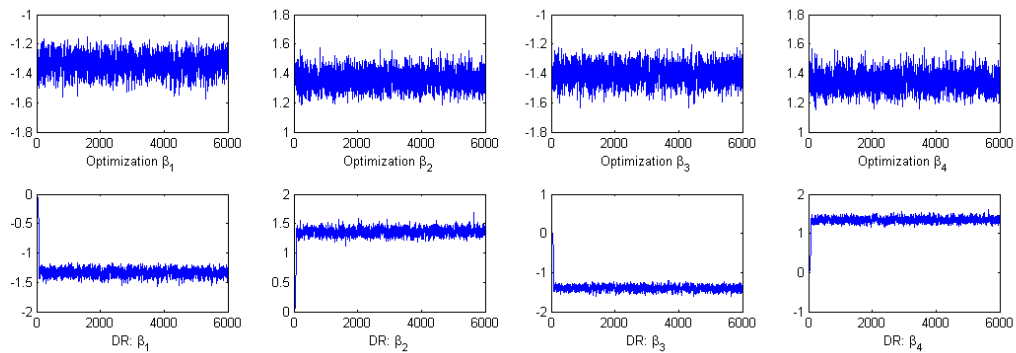 -1
-1.2
-1.4
-1.6
-1.8
0 2000 4000 6000
Optimization β1
1.8
1.6
1.4
1.2
1
0 2000 4000 6000
Optimization β2
-1
-1.2
-1.4
-1.6
-1.8
0 2000 4000 6000
Optimization β3
1.8
1.6
1.4
1.2
1
0 2000 4000 6000
Optimization β4
0
-0.5
-1
-1.5
-2
0 2000 4000 6000
DR: β1
2
1.5
1
0.5
0
0 2000 4000 6000
DR: β2
1
0
-1
-2
0 2000 4000 6000
DR: β3
2
1
0
-1
0 2000 4000 6000
DR: β4